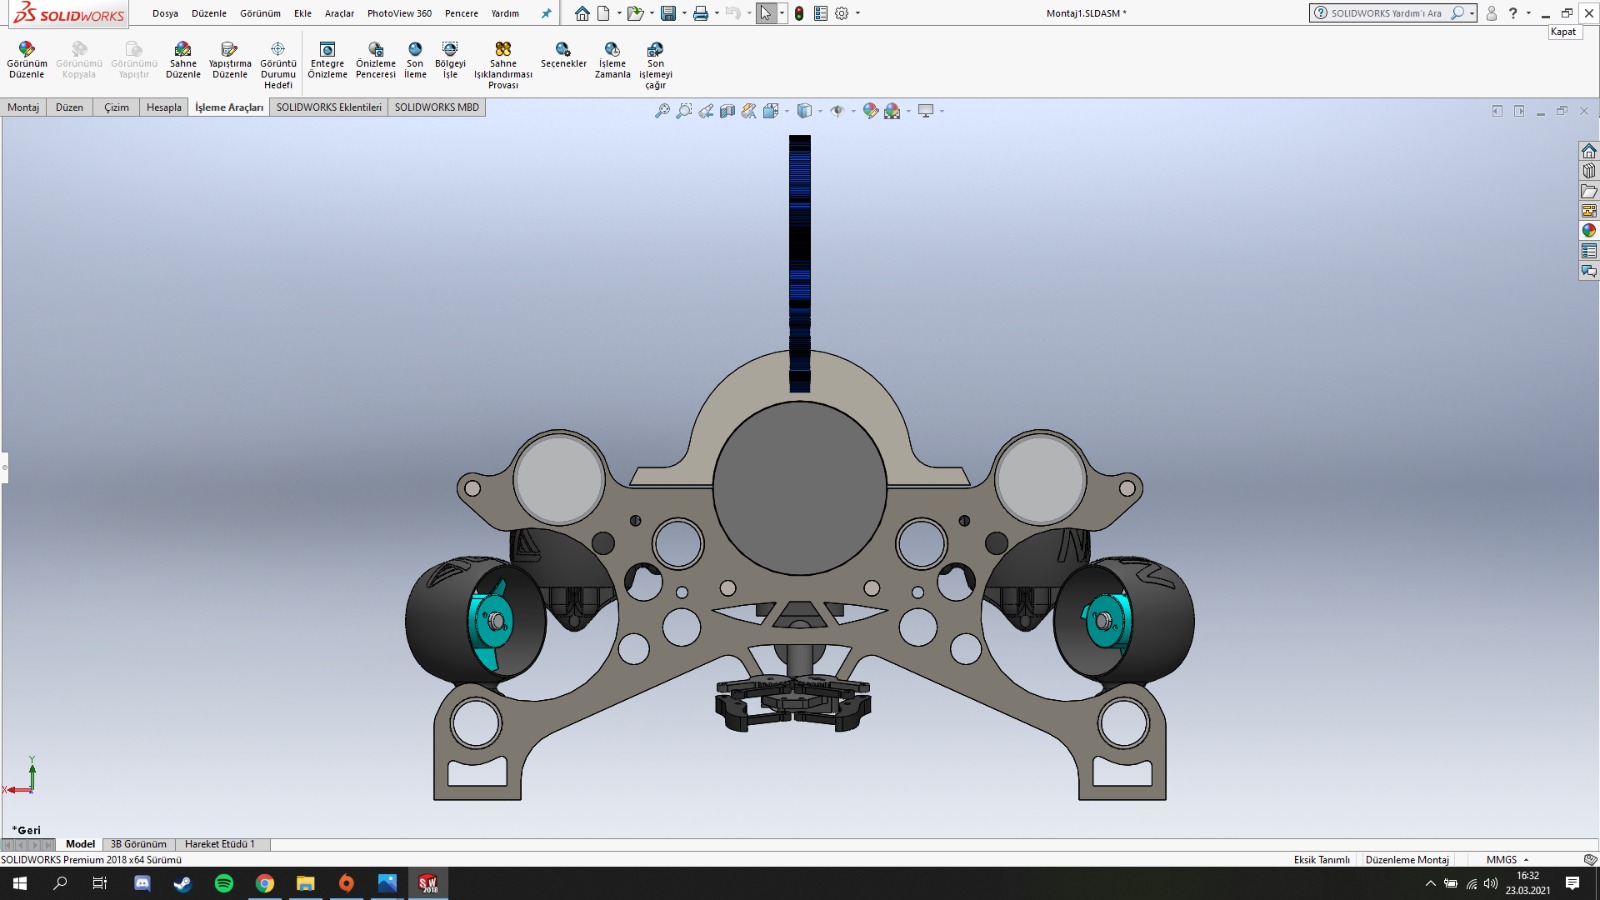 SOLIDWORKS
Dosya Düzenle Görünüm Ekle Araçlar PhotoView 360 Pencere Yardım
Montaj1.SLDASM *
SOLIDWORKS Yardım'ı Ara
?
Kapat
Görünüm Düzenle
Görünümü Kopyala
Görünümü Yapıştır
Sahne Düzenle
Yapıştırma Düzenle
Görüntü Durumu Hedefi
Entegre Önizleme
Önizleme Penceresi
Son İleme
Bölgeyi İşle
Sahne Işıklandırması Provası
Seçenekler
İşleme Zamanla
Son işlemeyi çağır
Montaj Düzen Çizim Hesapla İşleme Araçları SOLIDWORKS Eklentileri SOLIDWORKS MBD
Y
X
*Geri
Model 3B Görünüm Hareket Etüdü 1
SOLIDWORKS Premium 2018 x64 Sürümü
Eksik Tanımlı Düzenleme Montaj MMGS
SW 2018
16:32
23.03.2021